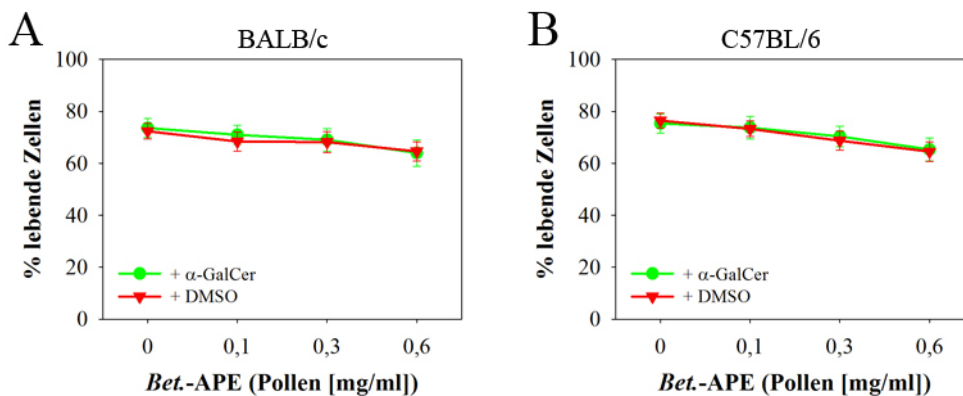 A
BALB/c
% lebende Zellen
100
80
60
40
20
0
+ α-GalCer
+ DMSO
0 0,1 0,3 0,6
Bet.-APE (Pollen [mg/ml])
B
C57BL/6
% lebende Zellen
100
80
60
40
20
0
+ α-GalCer
+ DMSO
0 0,1 0,3 0,6
Bet.-APE (Pollen [mg/ml])